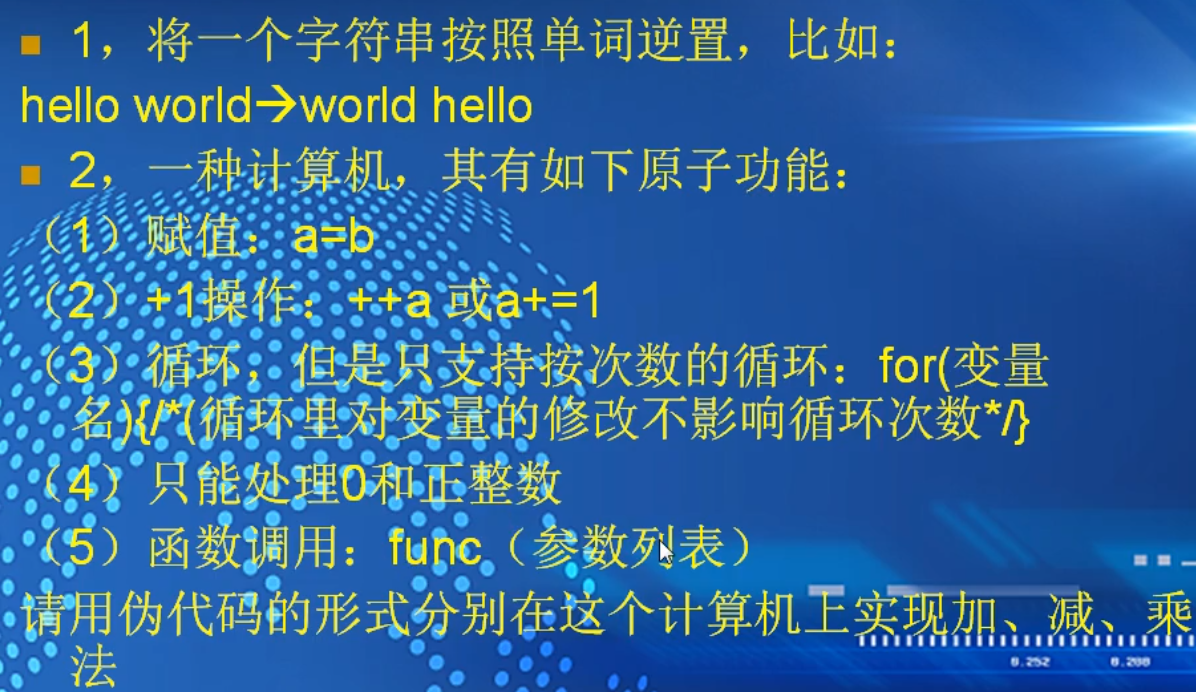 1，将一个字符串按照单词逆置，比如：
hello world→world hello
2，一种计算机，其有如下原子功能：
（1）赋值：a=b
（2）+1操作：++a 或a+=1
（3）循环，但是只支持按次数的循环：for(变量
名){/*(循环里对变量的修改不影响循环次数*/}
（4）只能处理0和正整数
（5）函数调用：func（参数列表）
请用伪代码的形式分别在这个计算机上实现加、减、乘
法
0.252 0.208